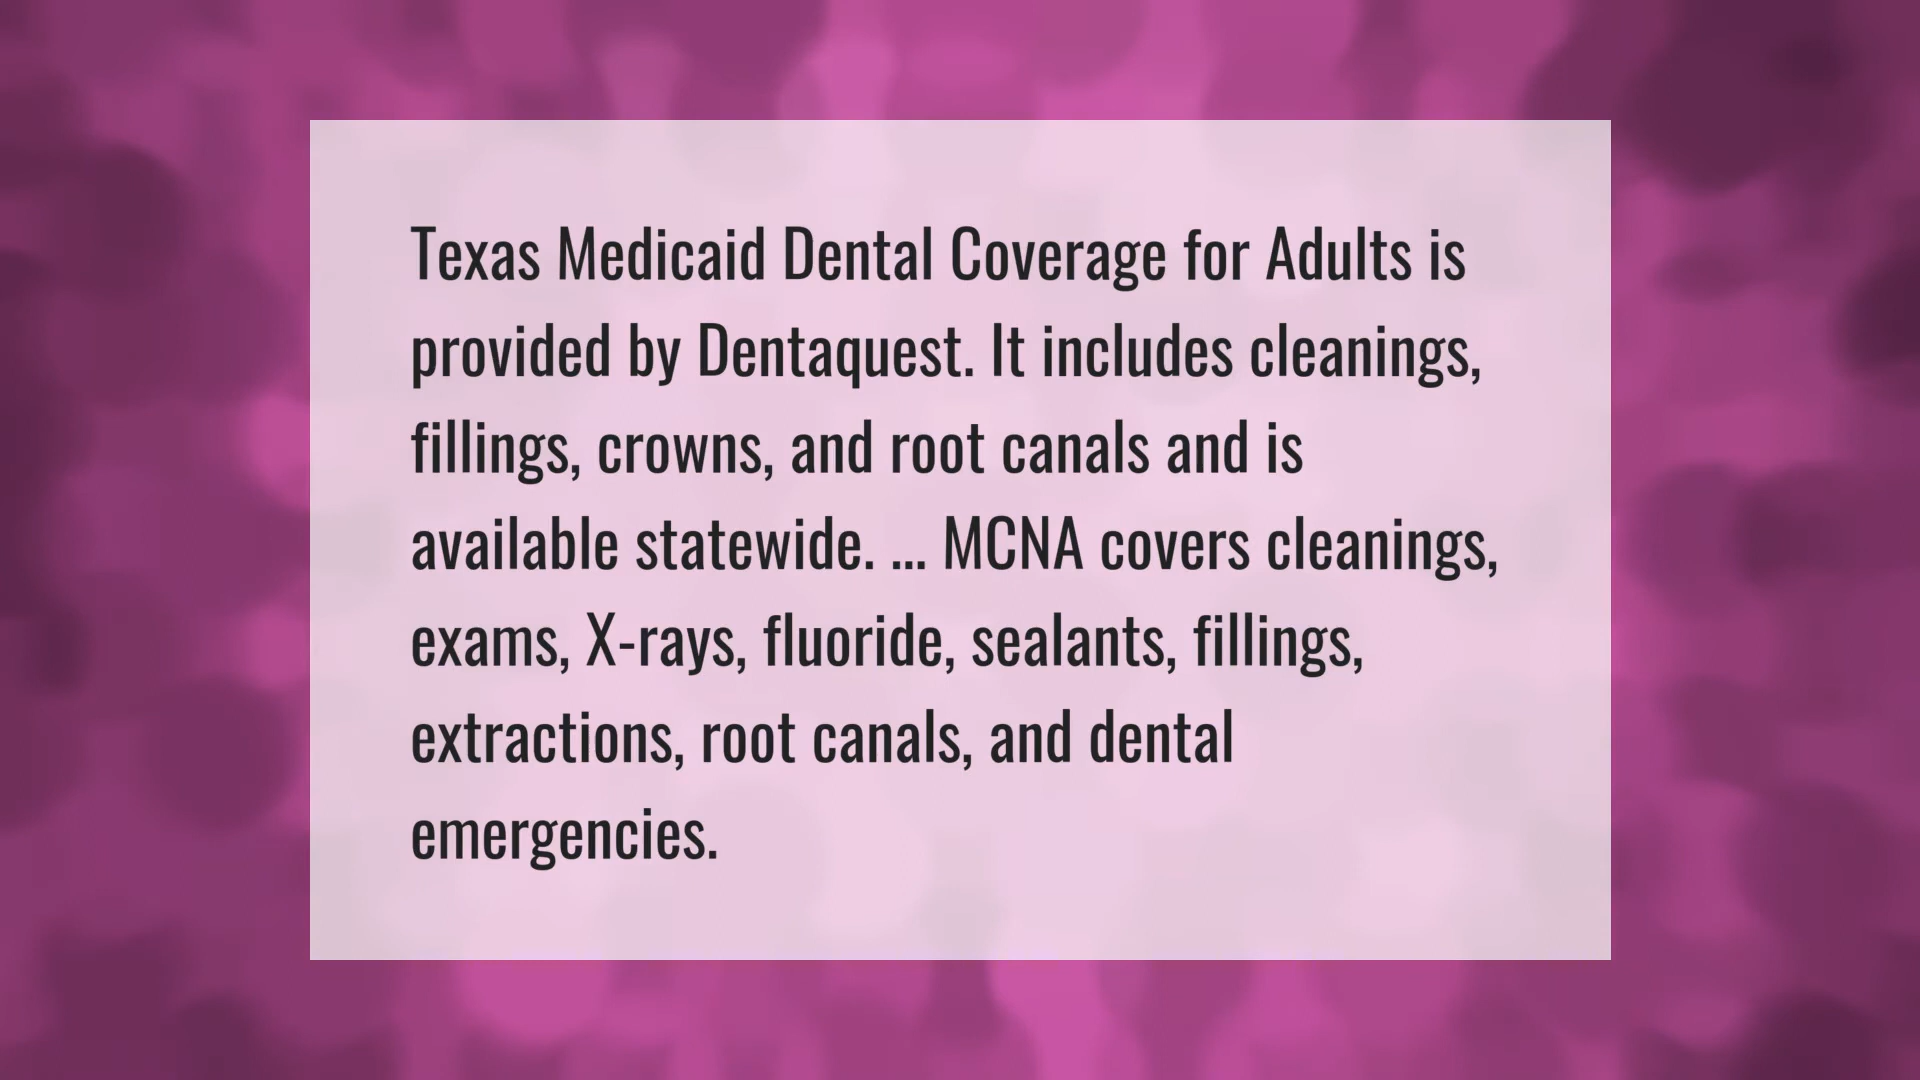 Texas Medicaid Dental Coverage for Adults is
provided by Dentaquest. It includes cleanings,
fillings, crowns, and root canals and is
available statewide. ... MCNA covers cleanings,
exams, X-rays, fluoride, sealants, fillings,
extractions, root canals, and dental
emergencies.